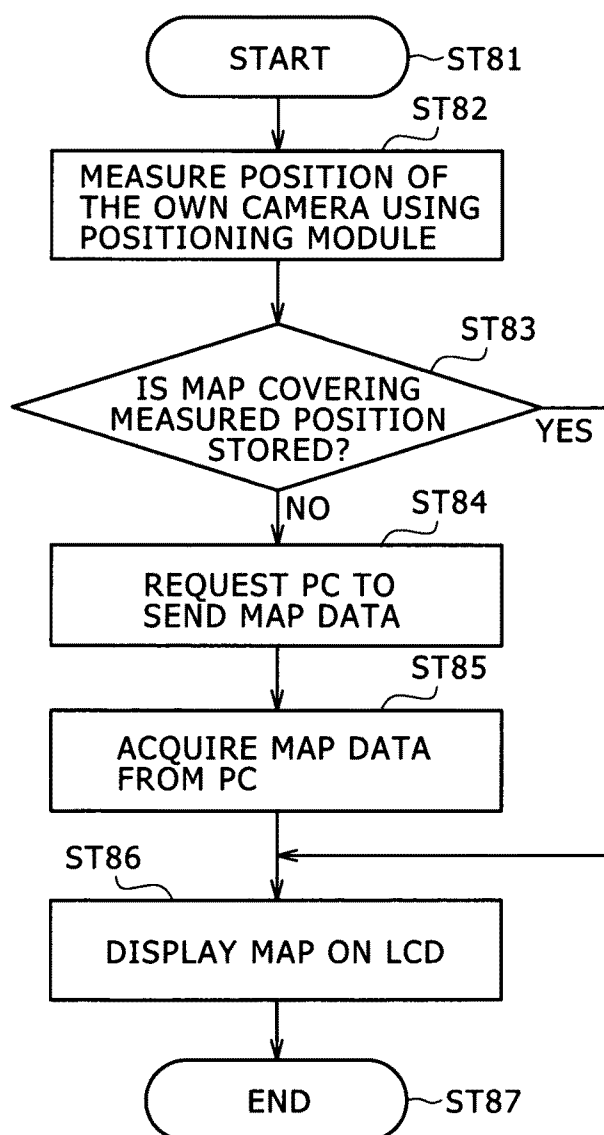 START
ST81
ST82
MEASURE POSITION OF
THE OWN CAMERA USING
POSITIONING MODULE
ST83
IS MAP COVERING
MEASURED POSITION
STORED?
YES
NO
ST84
REQUEST PC TO
SEND MAP DATA
ST85
ACQUIRE MAP DATA
FROM PC
ST86
DISPLAY MAP ON LCD
END
ST87